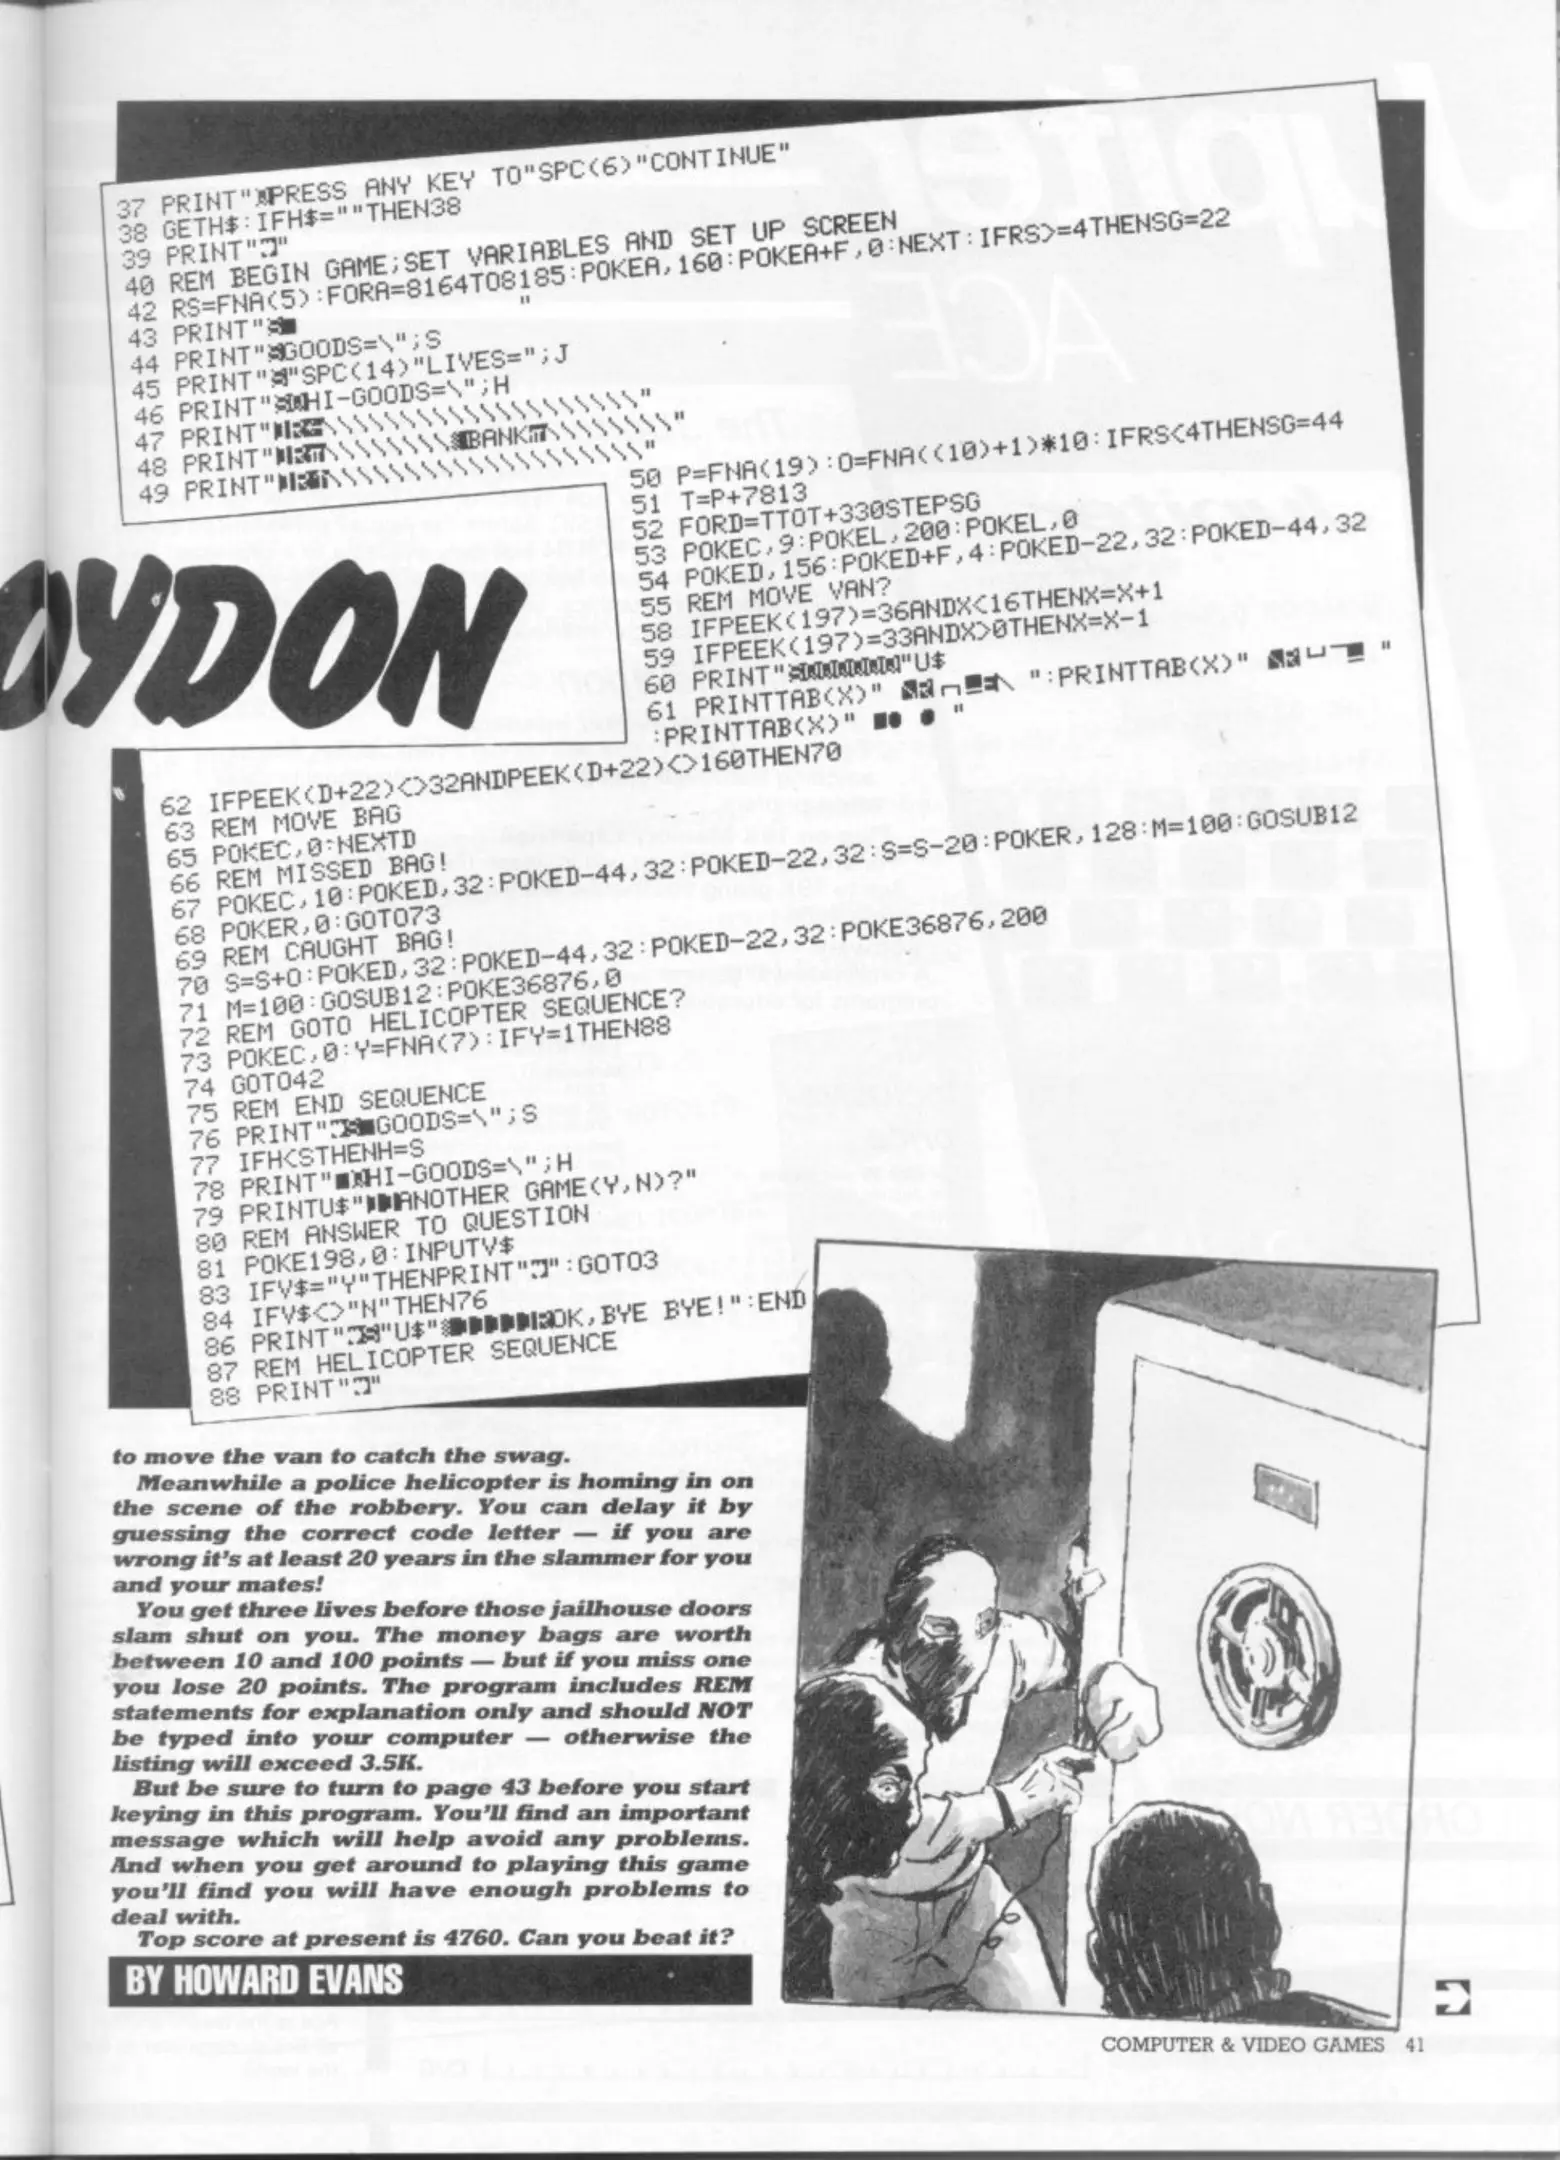 37 PRINT"PRESS ANY KEY TO"SPC(6)"CONTINUE"
38 GETH$:IFH$=""THEN38
39 PRINT""
40 REM BEGIN GAME;SET VARIABLES AND SET UP SCREEN
42 RS=FNA(5):FORA=8164TO8185:POKEA,160:POKEA+F,0:NEXT:IFRS>=4THENSG=22
43 PRINT" "
44 PRINT"GOODS=\";S
45 PRINT""SPC(14)"LIVES=";J
46 PRINT"HI-GOODS=\";H
47 PRINT"\\\\\\\\\\\\\\\\\\\\"
48 PRINT"\\\\\\\\BANK\\\\\\\\"
49 PRINT"\\\\\\\\\\\\\\\\\\\\"
50 P=FNA(19):O=FNA((10)+1)*10:IFRS<4THENSG=44
51 T=P+7813
52 FORD=TTOT+330STEPSG
53 POKEC,9:POKEL,200:POKEL,0
54 POKED,156:POKED+F,4:POKED-22,32:POKED-44,32
55 REM MOVE VAN?
58 IFPEEK(197)=36ANDX<16THENX=X+1
59 IFPEEK(197)=33ANDX>0THENX=X-1
60 PRINT""U$
61 PRINTTAB(X)" ":PRINTTAB(X)" "
:PRINTTAB(X)" "
OYDON
62 IFPEEK(D+22)<>32ANDPEEK(D+22)<>160THEN70
63 REM MOVE BAG
65 POKEC,0:NEXTD
66 REM MISSED BAG!
67 POKEC,10:POKED,32:POKED-44,32:POKED-22,32:S=S-20:POKER,128:M=100:GOSUB12
68 POKER,0:GOTO73
69 REM CAUGHT BAG!
70 S=S+O:POKED,32:POKED-44,32:POKED-22,32:POKE36876,200
71 M=100:GOSUB12:POKE36876,0
72 REM GOTO HELICOPTER SEQUENCE?
73 POKEC,0:Y=FNA(7):IFY=1THEN88
74 GOTO42
75 REM END SEQUENCE
76 PRINT"GOODS=\";S
77 IFH<STHENH=S
78 PRINT"HI-GOODS=\";H
79 PRINTU$"ANOTHER GAME(Y,N)?"
80 REM ANSWER TO QUESTION
81 POKE198,0:INPUTV$
83 IFV$="Y"THENPRINT"":GOTO3
84 IFV$<>"N"THEN76
86 PRINT""U$"OK,BYE BYE!":END
87 REM HELICOPTER SEQUENCE
88 PRINT""
to move the van to catch the swag.
Meanwhile a police helicopter is homing in on
the scene of the robbery. You can delay it by
guessing the correct code letter — if you are
wrong it's at least 20 years in the slammer for you
and your mates!
You get three lives before those jailhouse doors
slam shut on you. The money bags are worth
between 10 and 100 points — but if you miss one
you lose 20 points. The program includes REM
statements for explanation only and should NOT
be typed into your computer — otherwise the
listing will exceed 3.5K.
But be sure to turn to page 43 before you start
keying in this program. You'll find an important
message which will help avoid any problems.
And when you get around to playing this game
you'll find you will have enough problems to
deal with.
Top score at present is 4760. Can you beat it?
BY HOWARD EVANS
COMPUTER & VIDEO GAMES 41